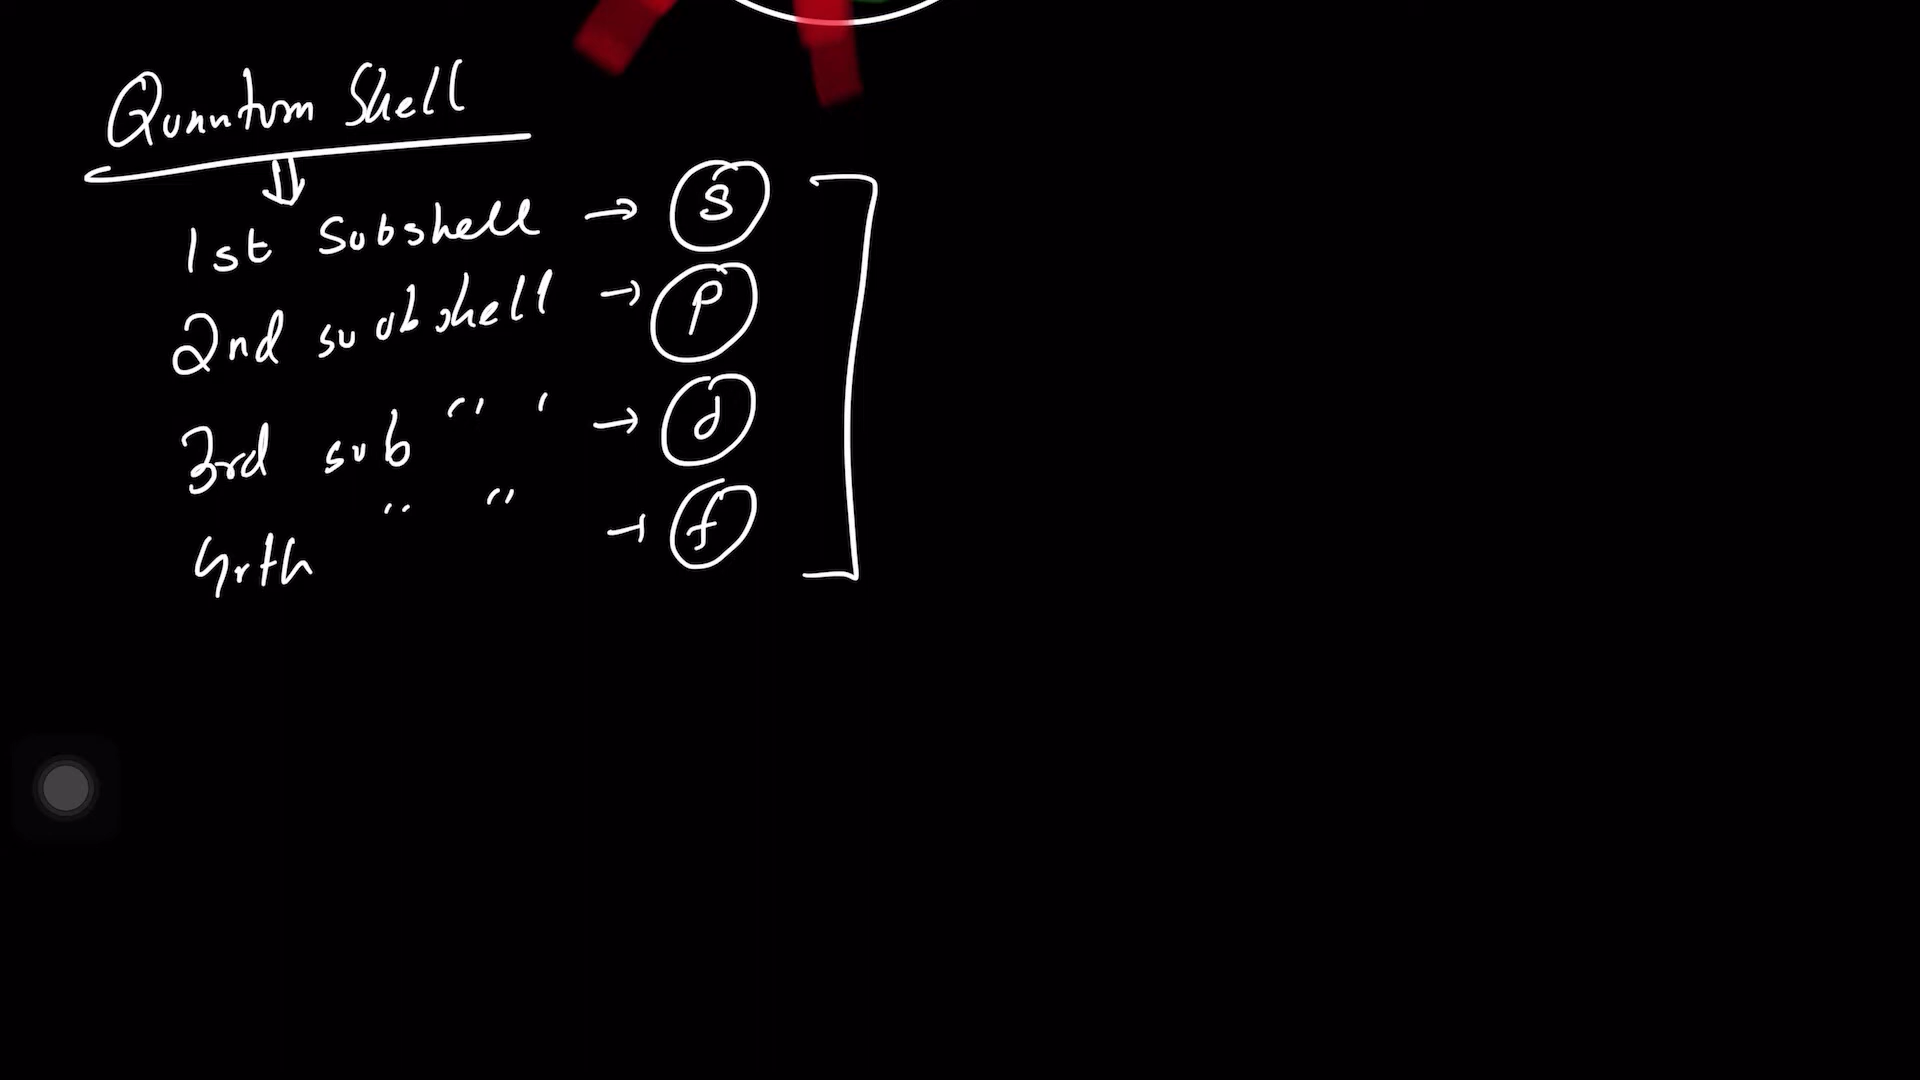 Quantum Shell
1st Subshell → s
2nd subshell → p
3rd sub " " → d
4rth " " → f